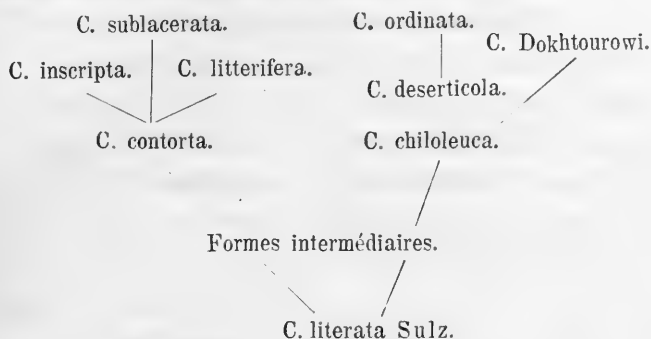 C. sublacerata.
C. ordinata.
C. Dokhtourowi.
C. inscripta.
C. litterifera.
C. deserticola.
C. contorta.
C. chiloleuca.
Formes intermédiaires.
C. literata Sulz.